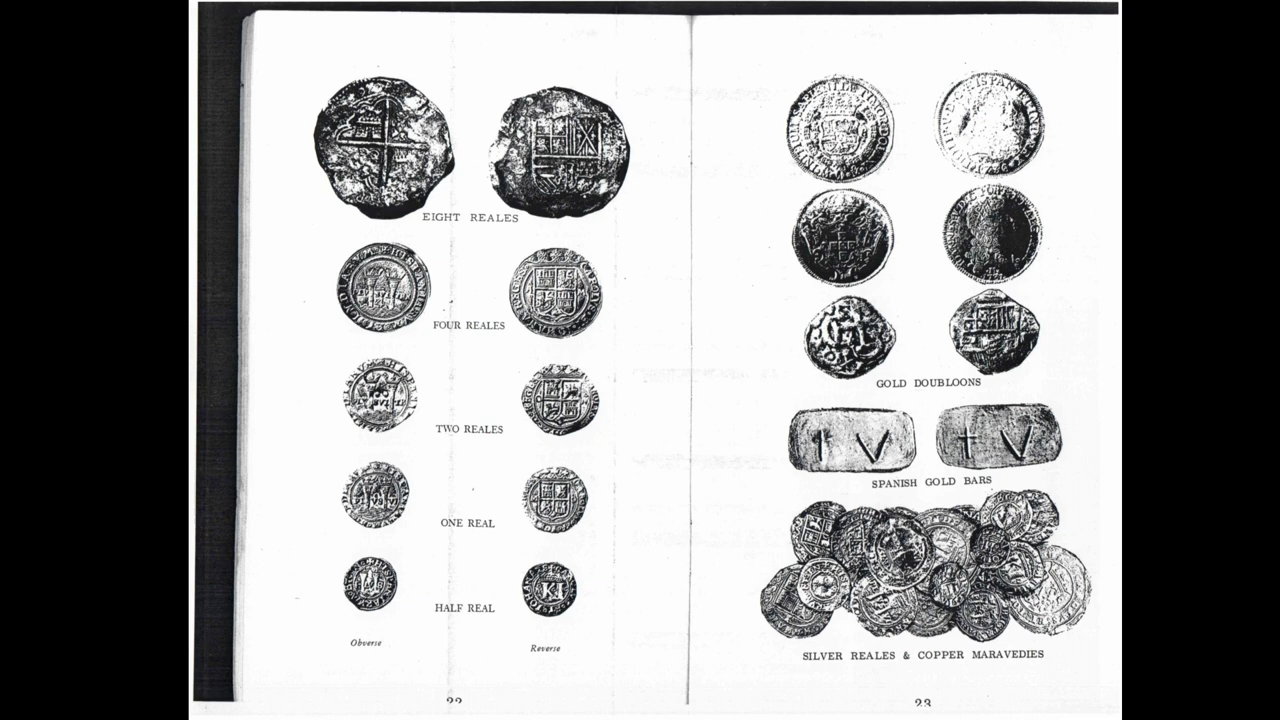 EIGHT REALES
FOUR REALES
TWO REALES
ONE REAL
HALF REAL
Obverse
Reverse
22
GOLD DOUBLOONS
SPANISH GOLD BARS
SILVER REALES & COPPER MARAVEDIES
23